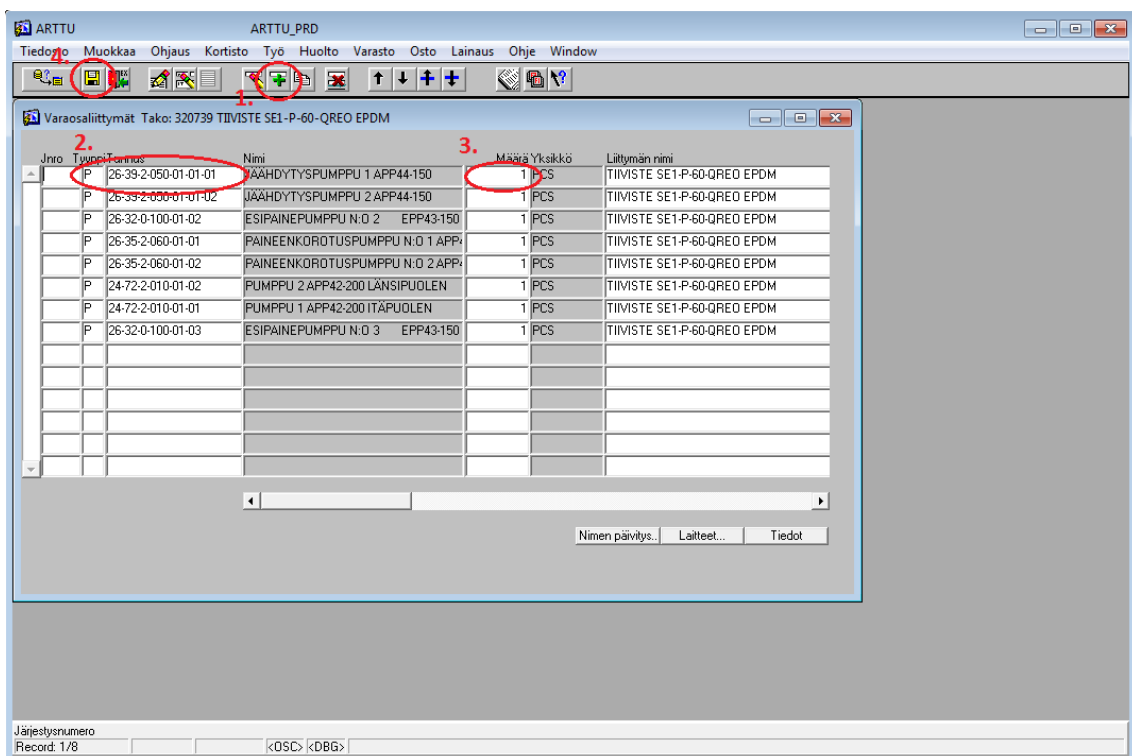 ARTTU ARTTU_PRD
Tiedosto Muokkaa Ohjaus Kortisto Työ Huolto Varasto Osto Lainaus Ohje Window
4.
1.
Varaosaliittymät Tako: 320739 TIIVISTE SE1-P-60-QREO EPDM
2. 3.
Jnro Tyyppi Tunnus Nimi Määrä Yksikkö Liittymän nimi
P 26-39-2-050-01-01-01 JÄÄHDYTYSPUMPPU 1 APP44-150 1 PCS TIIVISTE SE1-P-60-QREO EPDM
P 26-39-2-050-01-01-02 JÄÄHDYTYSPUMPPU 2 APP44-150 1 PCS TIIVISTE SE1-P-60-QREO EPDM
P 26-32-0-100-01-02 ESIPAINEPUMPPU N:O 2 EPP43-150 1 PCS TIIVISTE SE1-P-60-QREO EPDM
P 26-35-2-060-01-01 PAINEENKOROTUSPUMPPU N:O 1 APP4 1 PCS TIIVISTE SE1-P-60-QREO EPDM
P 26-35-2-060-01-02 PAINEENKOROTUSPUMPPU N:O 2 APP4 1 PCS TIIVISTE SE1-P-60-QREO EPDM
P 24-72-2-010-01-02 PUMPPU 2 APP42-200 LÄNSIPUOLEN 1 PCS TIIVISTE SE1-P-60-QREO EPDM
P 24-72-2-010-01-01 PUMPPU 1 APP42-200 ITÄPUOLEN 1 PCS TIIVISTE SE1-P-60-QREO EPDM
P 26-32-0-100-01-03 ESIPAINEPUMPPU N:O 3 EPP43-150 1 PCS TIIVISTE SE1-P-60-QREO EPDM
Nimen päivitys.. Laitteet... Tiedot
Järjestysnumero
Record: 1/8 <OSC> <DBG>